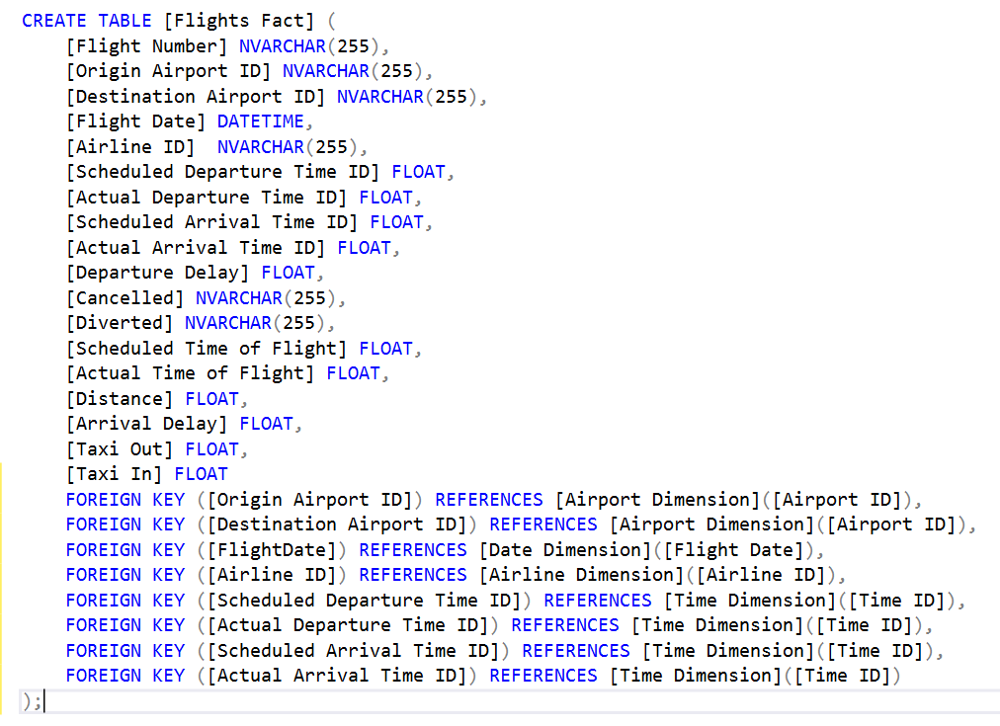 CREATE TABLE [Flights Fact] (
[Flight Number] NVARCHAR(255),
[Origin Airport ID] NVARCHAR(255),
[Destination Airport ID] NVARCHAR(255),
[Flight Date] DATETIME,
[Airline ID]  NVARCHAR(255),
[Scheduled Departure Time ID] FLOAT,
[Actual Departure Time ID] FLOAT,
[Scheduled Arrival Time ID] FLOAT,
[Actual Arrival Time ID] FLOAT,
[Departure Delay] FLOAT,
[Cancelled] NVARCHAR(255),
[Diverted] NVARCHAR(255),
[Scheduled Time of Flight] FLOAT,
[Actual Time of Flight] FLOAT,
[Distance] FLOAT,
[Arrival Delay] FLOAT,
[Taxi Out] FLOAT,
[Taxi In] FLOAT
FOREIGN KEY ([Origin Airport ID]) REFERENCES [Airport Dimension]([Airport ID]),
FOREIGN KEY ([Destination Airport ID]) REFERENCES [Airport Dimension]([Airport ID]),
FOREIGN KEY ([FlightDate]) REFERENCES [Date Dimension]([Flight Date]),
FOREIGN KEY ([Airline ID]) REFERENCES [Airline Dimension]([Airline ID]),
FOREIGN KEY ([Scheduled Departure Time ID]) REFERENCES [Time Dimension]([Time ID]),
FOREIGN KEY ([Actual Departure Time ID]) REFERENCES [Time Dimension]([Time ID]),
FOREIGN KEY ([Scheduled Arrival Time ID]) REFERENCES [Time Dimension]([Time ID]),
FOREIGN KEY ([Actual Arrival Time ID]) REFERENCES [Time Dimension]([Time ID])
);